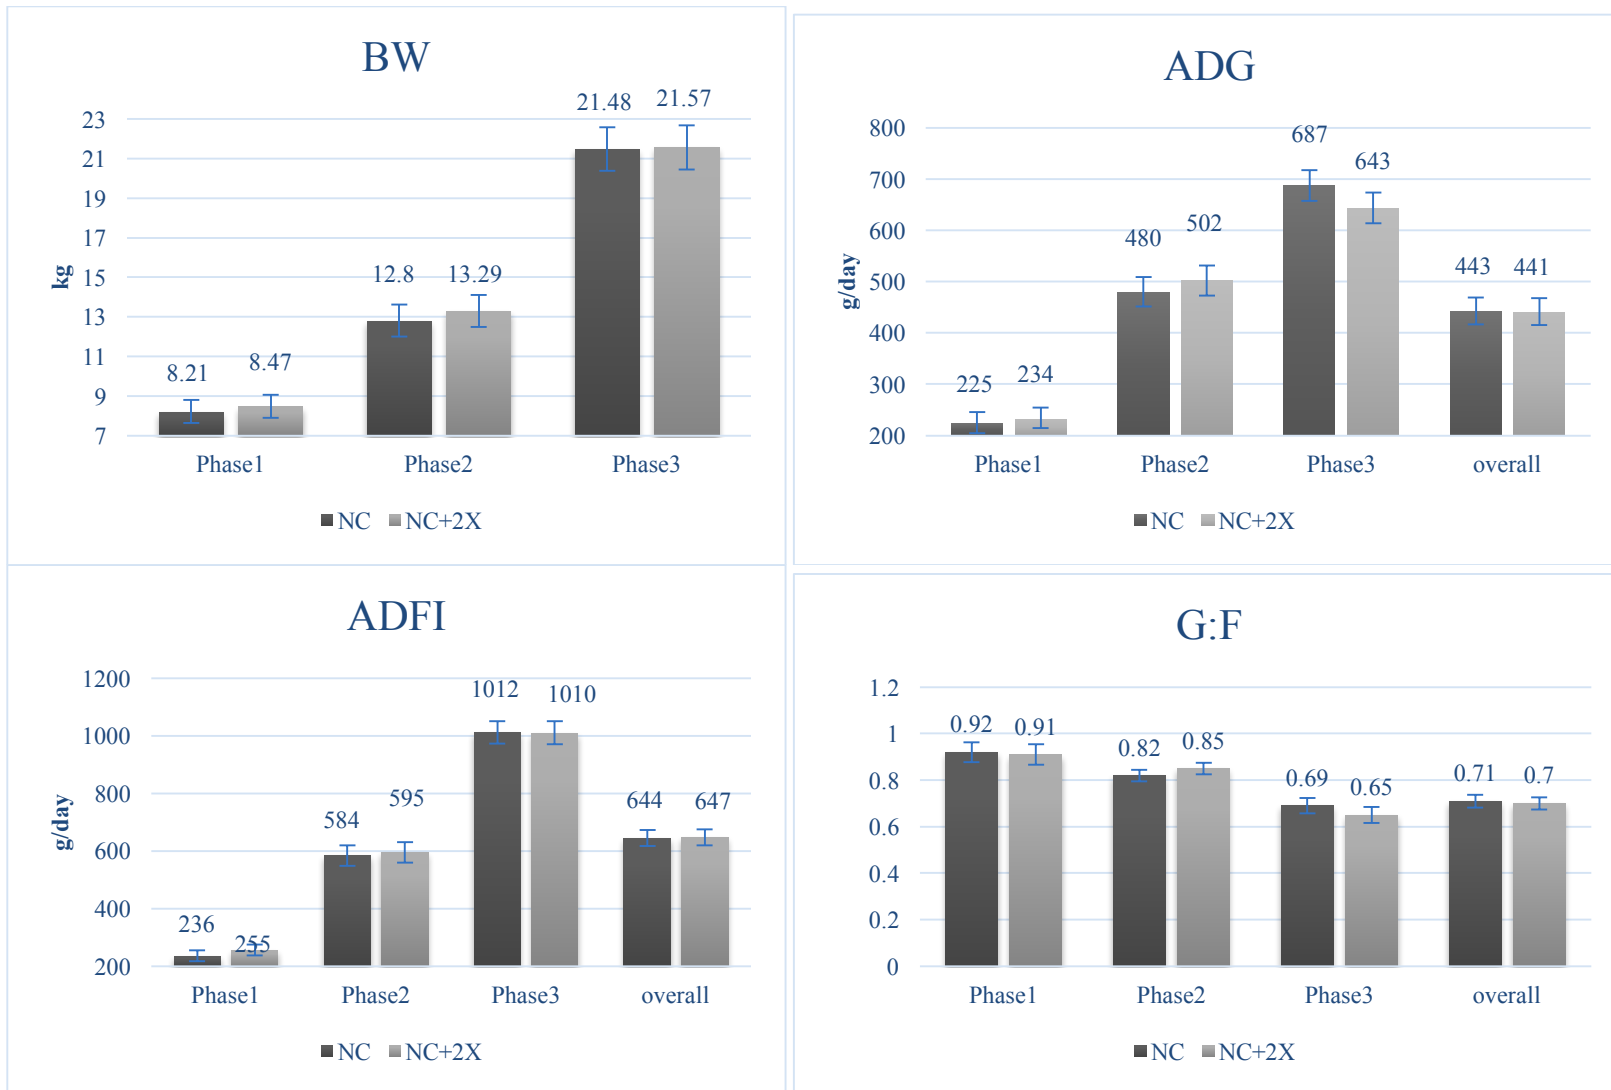 BW
21.48 21.57
23
21
19
17
15
13
11
9
7
kg
12.8 13.29
8.21 8.47
Phase1 Phase2 Phase3
NC NC+2X
ADG
800
700
600
500
400
300
200
g/day
687 643
480 502
443 441
225 234
Phase1 Phase2 Phase3 overall
NC NC+2X
ADFI
1200
1000
800
600
400
200
g/day
1012 1010
584 595
644 647
236 255
Phase1 Phase2 Phase3 overall
NC NC+2X
G:F
1.2
1
0.8
0.6
0.4
0.2
0
0.92 0.91
0.82 0.85
0.69 0.65
0.71 0.7
Phase1 Phase2 Phase3 overall
NC NC+2X